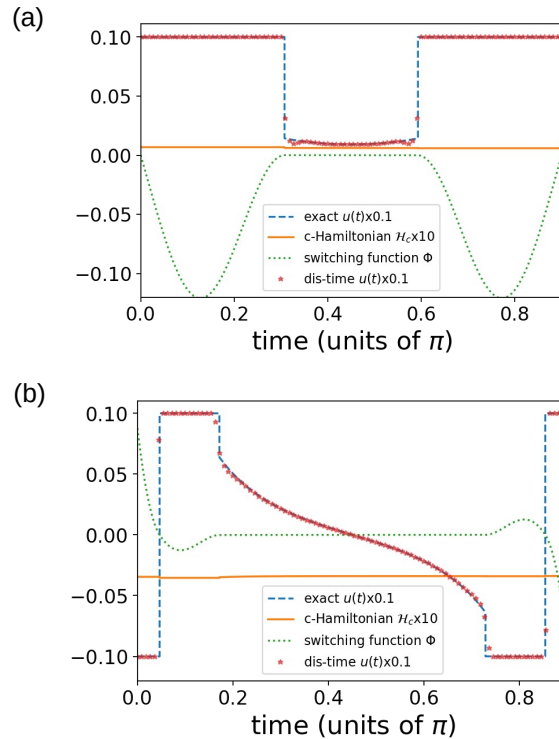 (a)
0.10
0.05
0.00
−0.05
−0.10
exact u(t)x0.1
c-Hamiltonian ℋc x10
switching function Φ
dis-time u(t)x0.1
0.0 0.2 0.4 0.6 0.8
time (units of π)
(b)
0.10
0.05
0.00
−0.05
−0.10
exact u(t)x0.1
c-Hamiltonian ℋc x10
switching function Φ
dis-time u(t)x0.1
0.0 0.2 0.4 0.6 0.8
time (units of π)